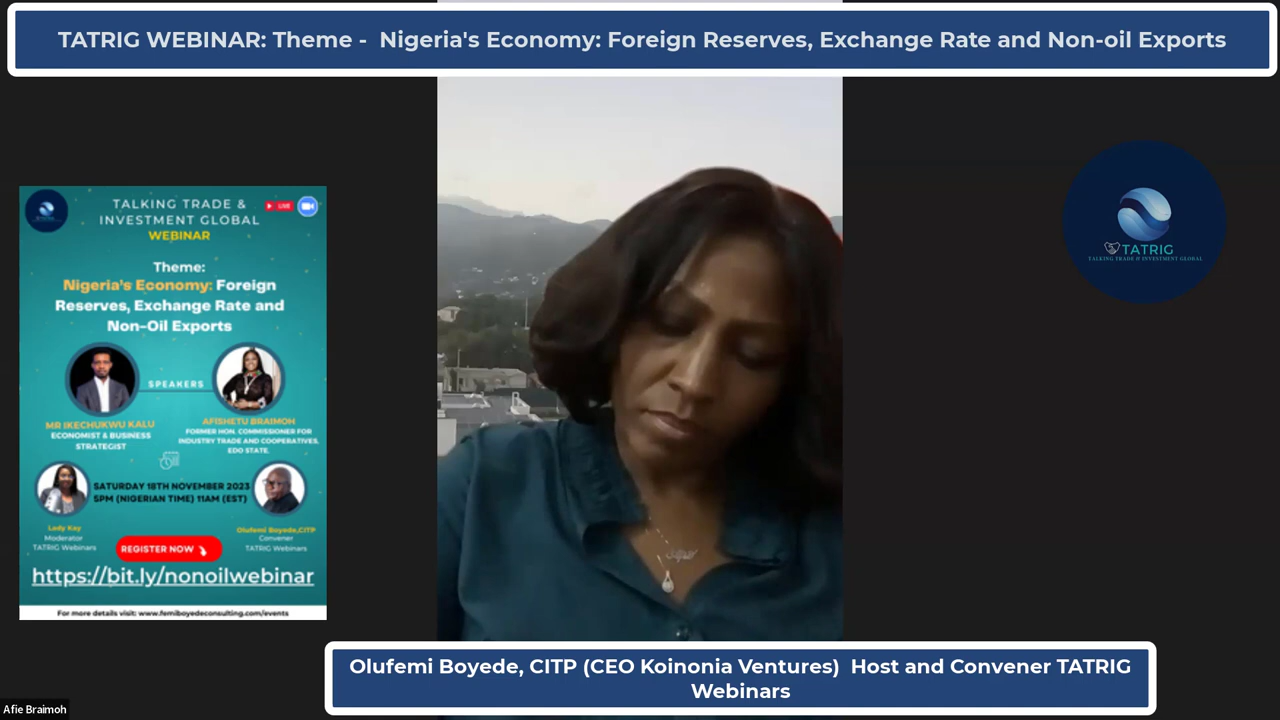 TATRIG WEBINAR: Theme - Nigeria's Economy: Foreign Reserves, Exchange Rate and Non-oil Exports
TALKING TRADE &
INVESTMENT GLOBAL
LIVE
WEBINAR
Theme:
Nigeria's Economy: Foreign
Reserves, Exchange Rate and
Non-Oil Exports
SPEAKERS
MR IKECHUKWU KALU
ECONOMIST & BUSINESS
STRATEGIST
AFISHETU BRAIMOH
FORMER HON. COMMISSIONER FOR
INDUSTRY TRADE AND COOPERATIVES,
EDO STATE.
SATURDAY 18TH NOVEMBER 2023
5PM (NIGERIAN TIME) 11AM (EST)
Lady Kay
Moderator
TATRIG Webinars
Olufemi Boyede,CITP
Convener
TATRIG Webinars
REGISTER NOW
https://bit.ly/nonoilwebinar
For more details visit: www.femiboyedeconsulting.com/events
TATRIG
TALKING TRADE & INVESTMENT GLOBAL
Olufemi Boyede, CITP (CEO Koinonia Ventures) Host and Convener TATRIG
Webinars
Afie Braimoh